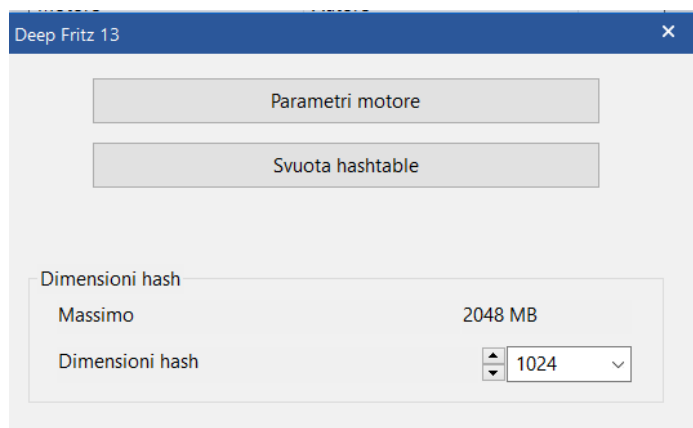 Deep Fritz 13
Parametri motore
Svuota hashtable
Dimensioni hash
Massimo 2048 MB
Dimensioni hash 1024